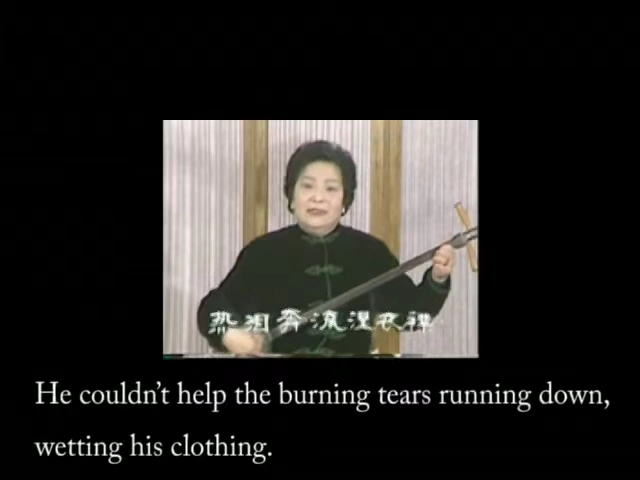 热泪奔流湿衣襟
He couldn't help the burning tears running down,
wetting his clothing.